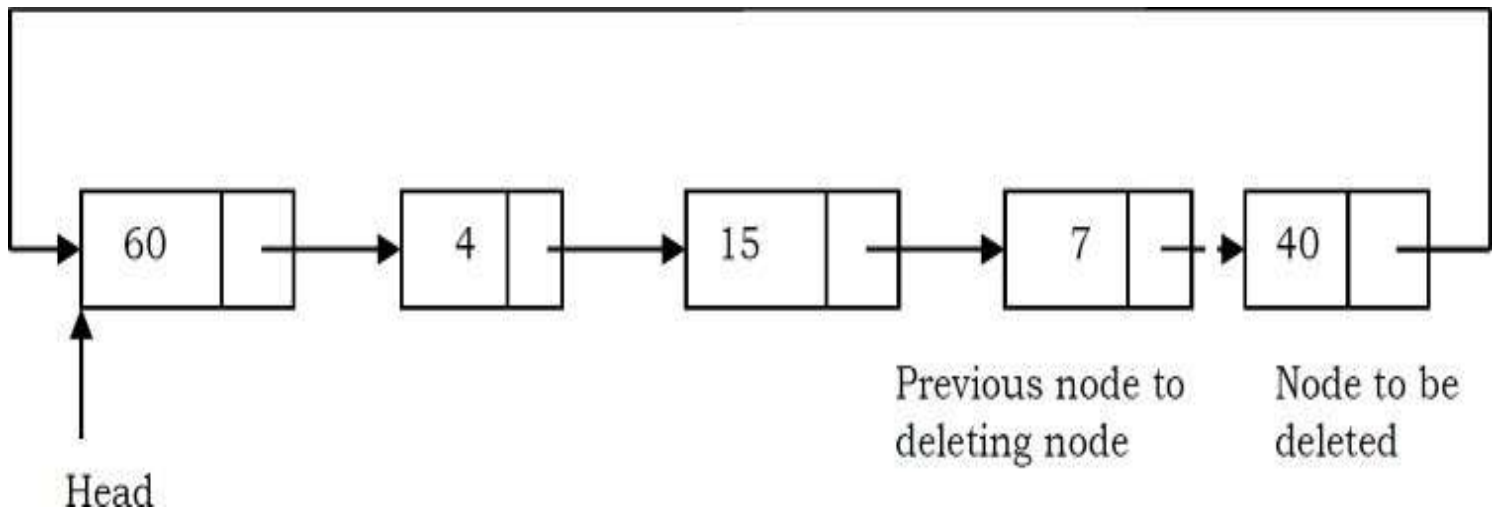 60 4 15 7 40
Previous node to
deleting node
Node to be
deleted
Head